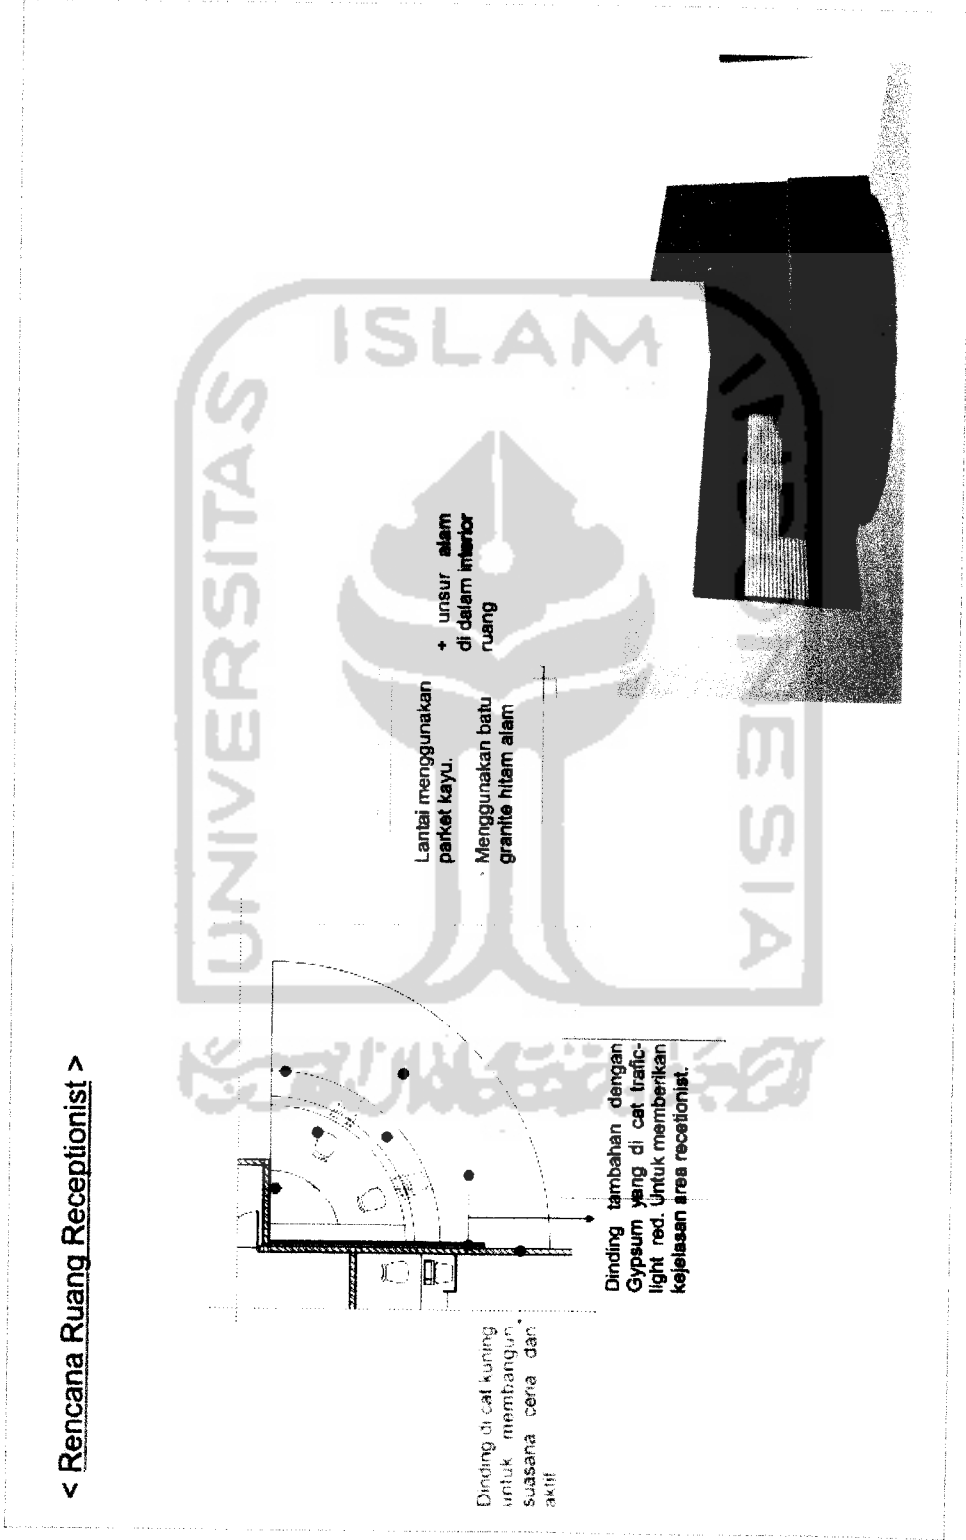 < Rencana Ruang Receptionist >
Dinding di cat kuning
untuk membangun
suasana ceria dan
aktif
Dinding tambahan dengan
Gypsum yang di cat trafic-
light red. Untuk memberikan
kejelasan area recetionist.
Lantai menggunakan
parket kayu.
Menggunakan batu
granite hitam alam
+ unsur alam
di dalam interior
ruang
UNIVERSITAS
ISLAM
INDONESIA